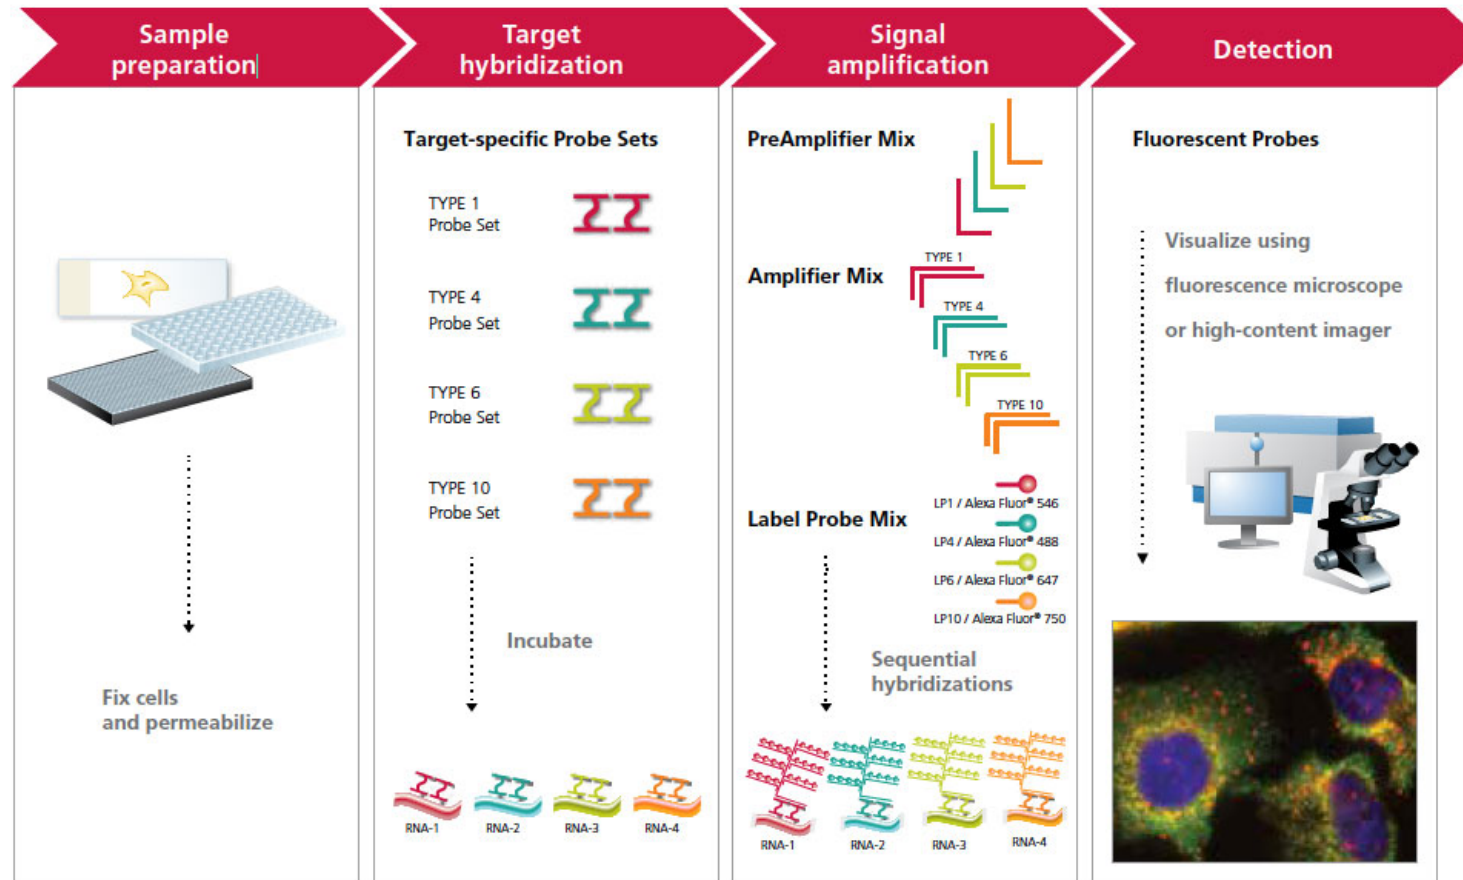 Sample
preparation
Target
hybridization
Signal
amplification
Detection
Fix cells
and permeabilize
Target-specific Probe Sets
TYPE 1
Probe Set
TYPE 4
Probe Set
TYPE 6
Probe Set
TYPE 10
Probe Set
Incubate
RNA-1
RNA-2
RNA-3
RNA-4
PreAmplifier Mix
Amplifier Mix
TYPE 1
TYPE 4
TYPE 6
TYPE 10
Label Probe Mix
LP1 / Alexa Fluor® 546
LP4 / Alexa Fluor® 488
LP6 / Alexa Fluor® 647
LP10 / Alexa Fluor® 750
Sequential
hybridizations
RNA-1
RNA-2
RNA-3
RNA-4
Fluorescent Probes
Visualize using
fluorescence microscope
or high-content imager